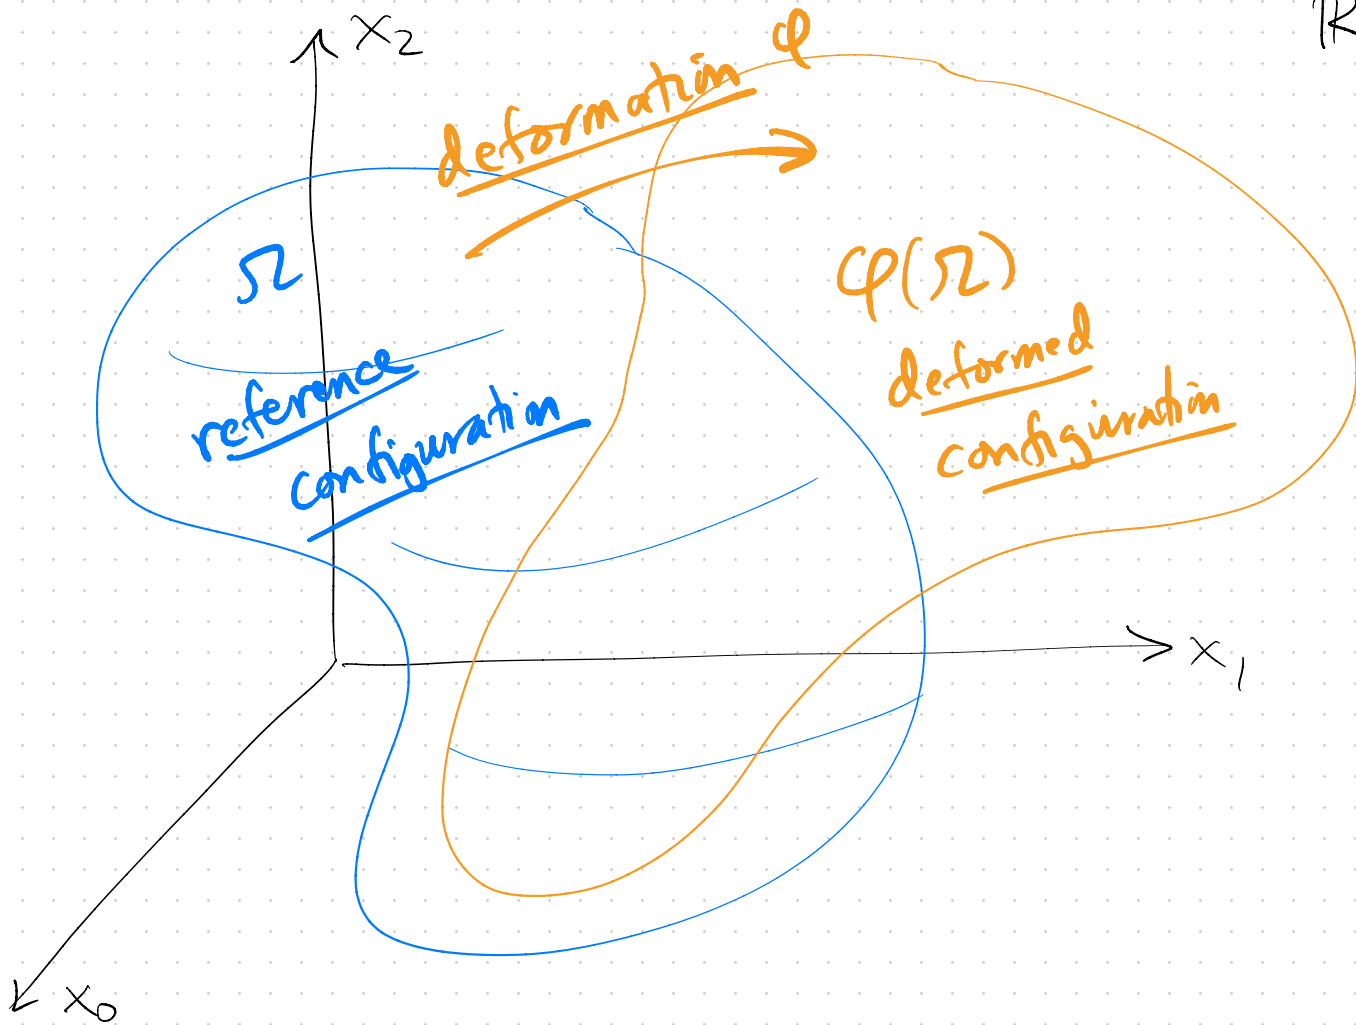 x₂
ℝ
deformation φ
Ω
φ(Ω)
reference
configuration
deformed
configuration
x₁
x₀